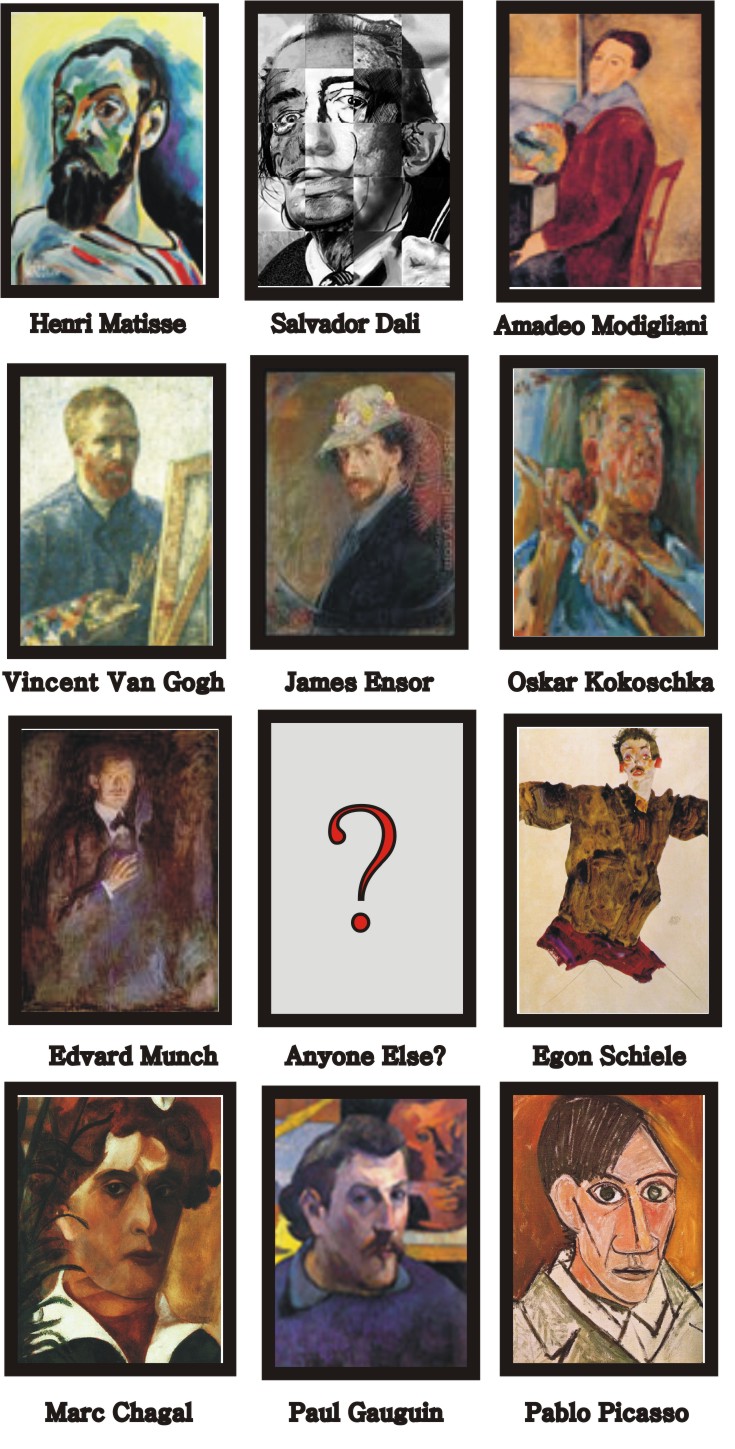 Henri Matisse
Salvador Dali
Amadeo Modigliani
Vincent Van Gogh
James Ensor
Oskar Kokoschka
?
Edvard Munch
Anyone Else?
Egon Schiele
Marc Chagal
Paul Gauguin
Pablo Picasso